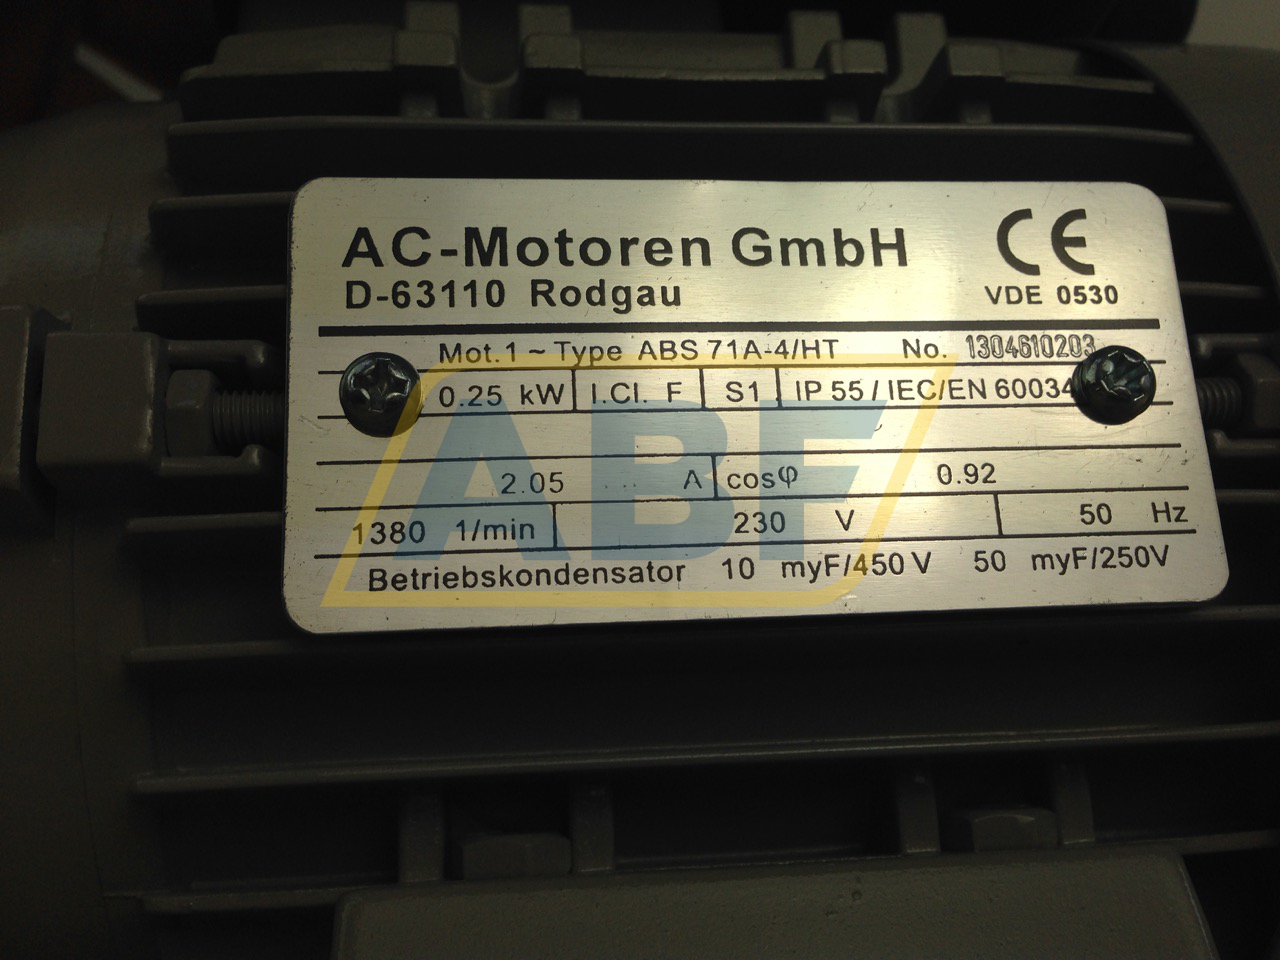 AC-Motoren GmbH CE
D-63110 Rodgau VDE 0530
Mot.1 ~ Type ABS 71A-4/HT No. 1304610203
0.25 kW I.Cl. F S1 IP 55 / IEC/EN 60034
2.05 A cosφ 0.92
1380 1/min 230 V 50 Hz
Betriebskondensator 10 myF/450 V 50 myF/250V
ABF